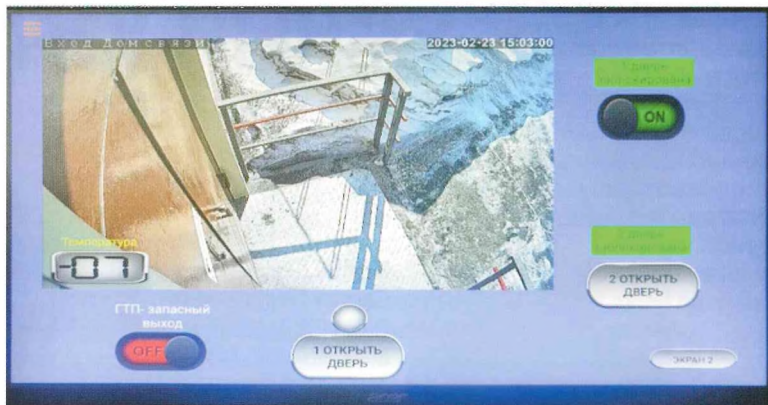 ВХОД ДОМ СВЯЗИ
2023-02-23 15:03:00
ON
Температура
-07
2 ОТКРЫТЬ
ДВЕРЬ
ГТП- запасный
выход
OFF
1 ОТКРЫТЬ
ДВЕРЬ
ЭКРАН 2
acer